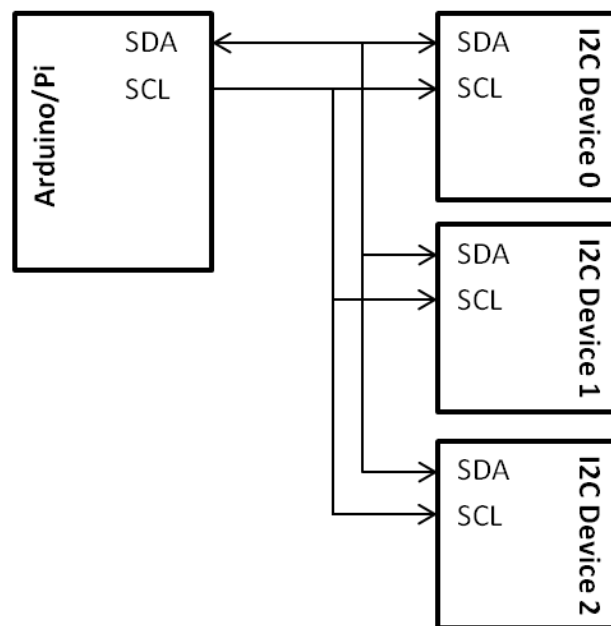 Arduino/Pi
SDA
SCL
SDA
SCL
I2C Device 0
SDA
SCL
I2C Device 1
SDA
SCL
I2C Device 2